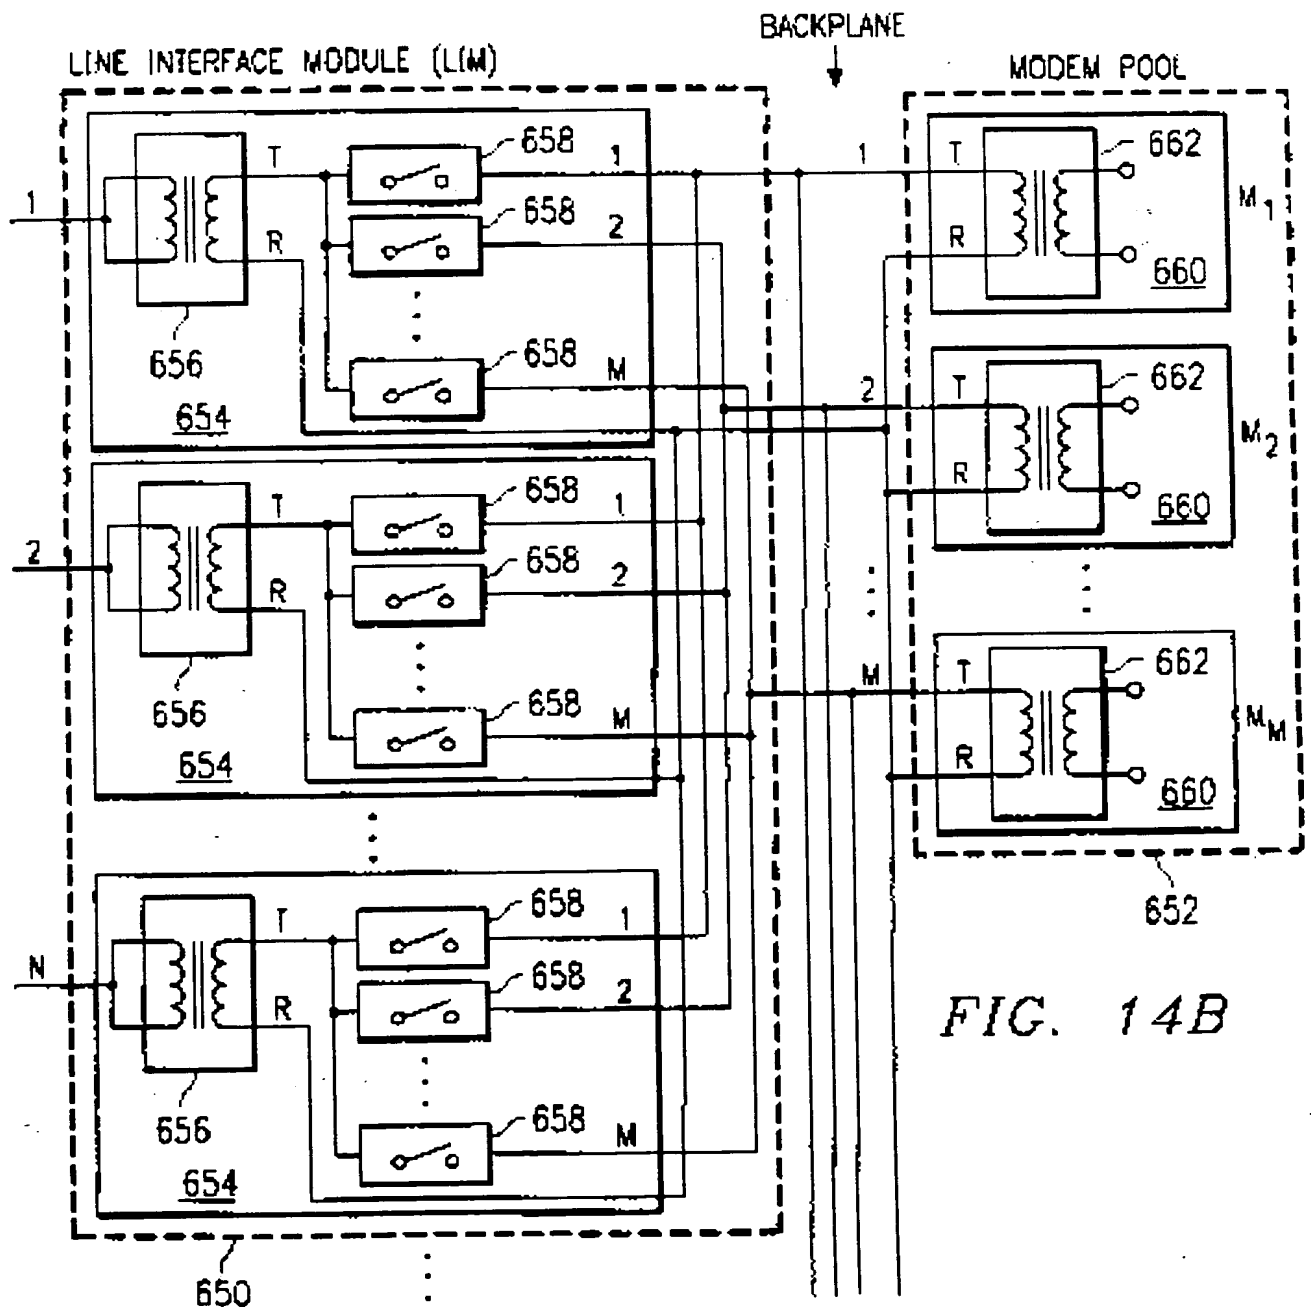 BACKPLANE
LINE INTERFACE MODULE (LIM)
MODEM POOL
1
T
R
658
1
658
2
658
M
656
654
1
T
R
662
660
M1
2
T
R
662
660
M2
2
T
R
658
1
658
2
658
M
656
654
M
T
R
662
660
MM
652
N
T
R
658
1
658
2
658
M
656
654
650
FIG. 14B